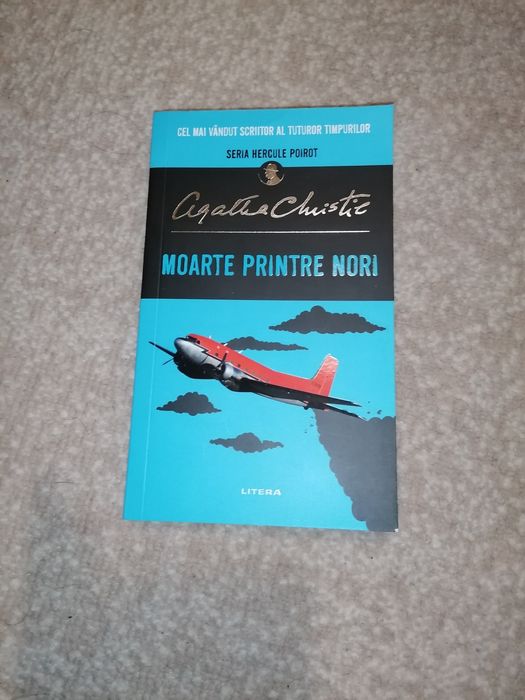 CEL MAI VÂNDUT SCRIITOR AL TUTUROR TIMPURILOR
SERIA HERCULE POIROT
Agatha Christie
MOARTE PRINTRE NORI
LITERA